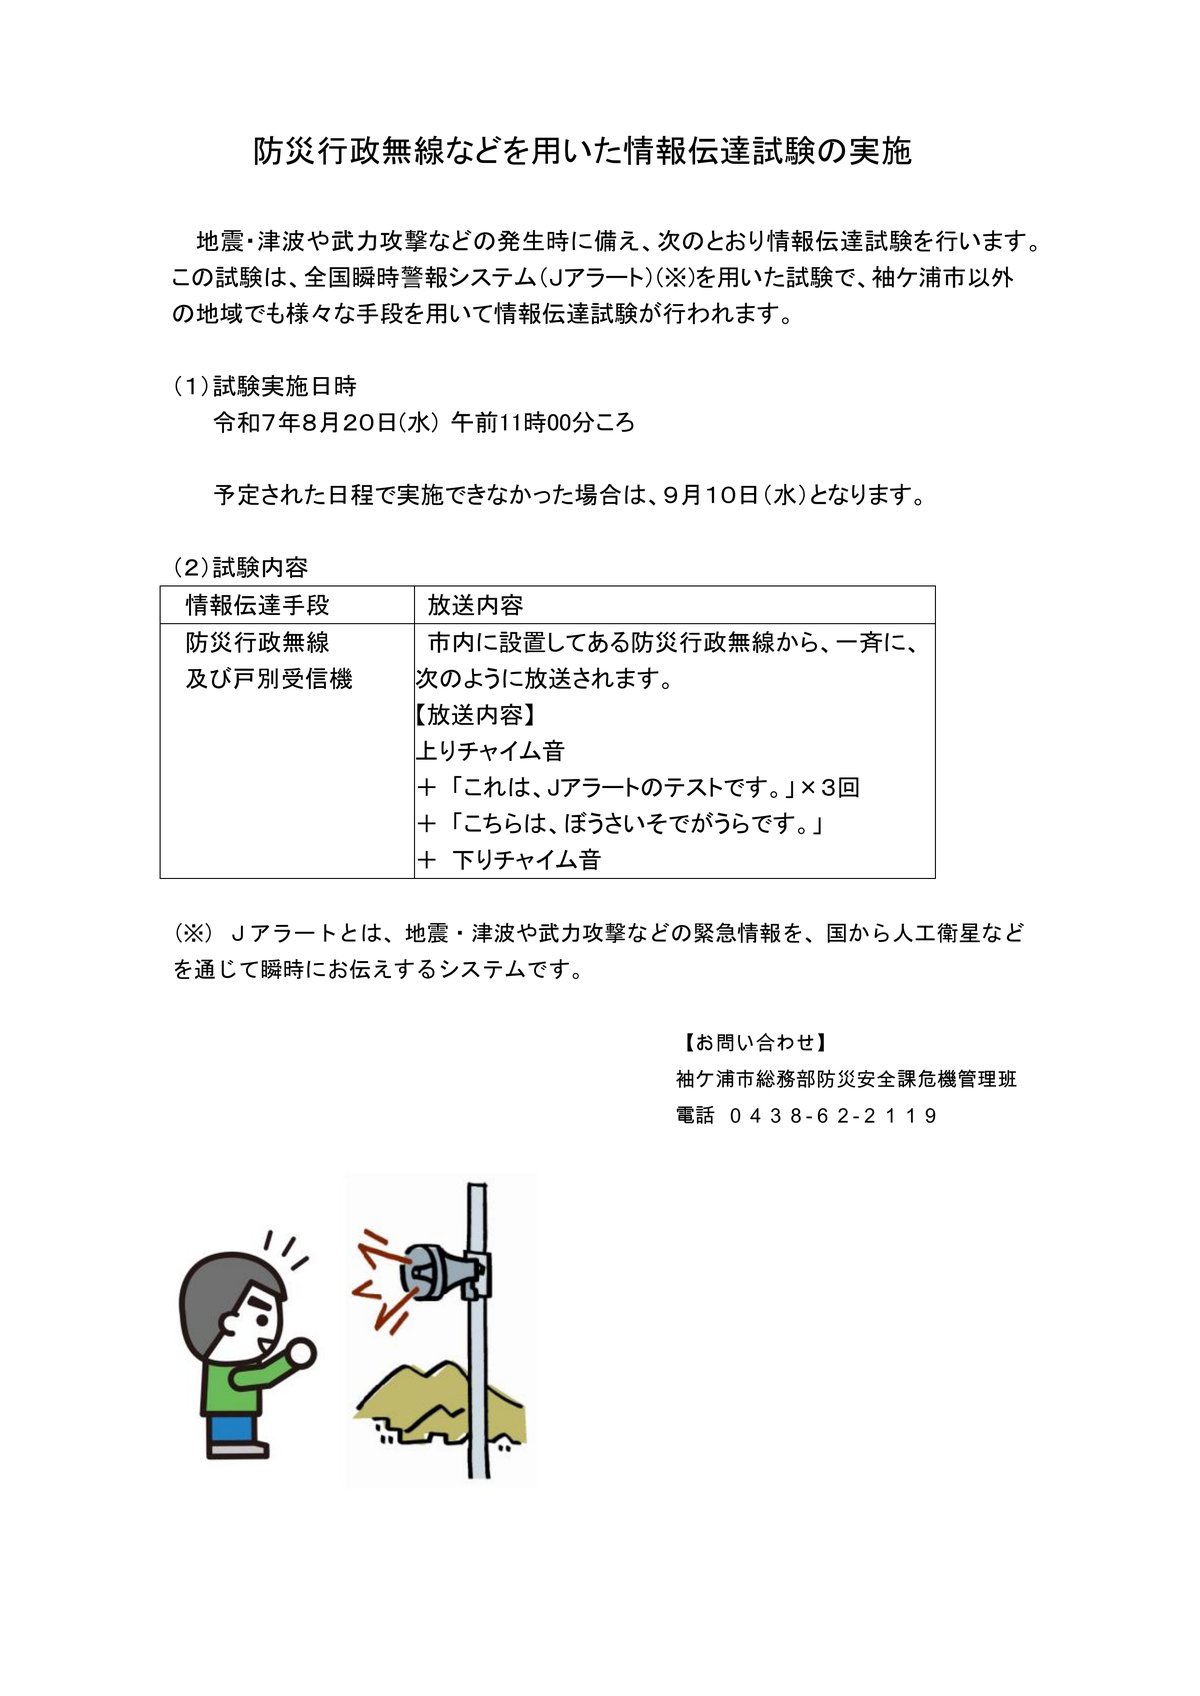 防災行政無線などを用いた情報伝達試験の実施
地震・津波や武力攻撃などの発生時に備え、次のとおり情報伝達試験を行います。
この試験は、全国瞬時警報システム（Jアラート）（※）を用いた試験で、袖ケ浦市以外
の地域でも様々な手段を用いて情報伝達試験が行われます。
（１）試験実施日時
令和７年８月２０日（水） 午前11時00分ころ
予定された日程で実施できなかった場合は、９月１０日（水）となります。
（２）試験内容
情報伝達手段　放送内容
防災行政無線　市内に設置してある防災行政無線から、一斉に、
及び戸別受信機　次のように放送されます。
【放送内容】
上りチャイム音
＋ 「これは、Jアラートのテストです。」×３回
＋ 「こちらは、ぼうさいそでがうらです。」
＋ 下りチャイム音
（※） Ｊアラートとは、地震・津波や武力攻撃などの緊急情報を、国から人工衛星など
を通じて瞬時にお伝えするシステムです。
【お問い合わせ】
袖ケ浦市総務部防災安全課危機管理班
電話 ０４３８-６２-２１１９